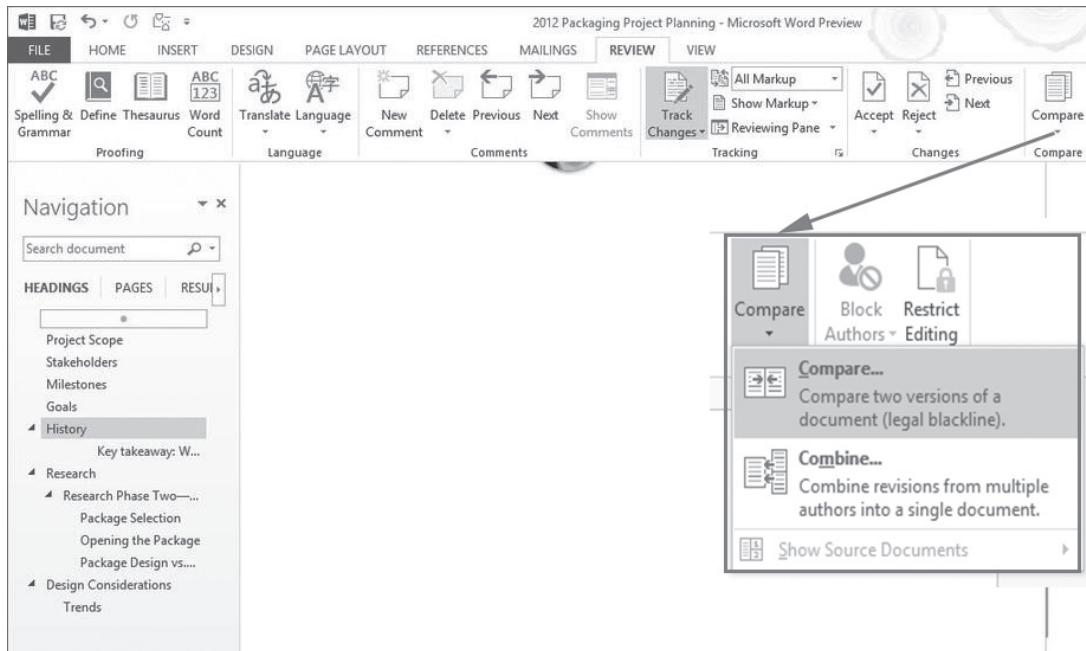 2012 Packaging Project Planning - Microsoft Word Preview
FILE HOME INSERT DESIGN PAGE LAYOUT REFERENCES MAILINGS REVIEW VIEW
ABC
Spelling & Grammar
Define
Thesaurus
ABC 123
Word Count
Proofing
Translate
Language
Language
New Comment
Delete
Previous
Next
Show Comments
Comments
Track Changes
All Markup
Show Markup
Reviewing Pane
Tracking
Accept
Reject
Previous
Next
Changes
Compare
Compare
Navigation
Search document
HEADINGS PAGES RESU
Project Scope
Stakeholders
Milestones
Goals
History
Key takeaway: W...
Research
Research Phase Two—...
Package Selection
Opening the Package
Package Design vs....
Design Considerations
Trends
Compare
Block Authors
Restrict Editing
Compare...
Compare two versions of a
document (legal blackline).
Combine...
Combine revisions from multiple
authors into a single document.
Show Source Documents